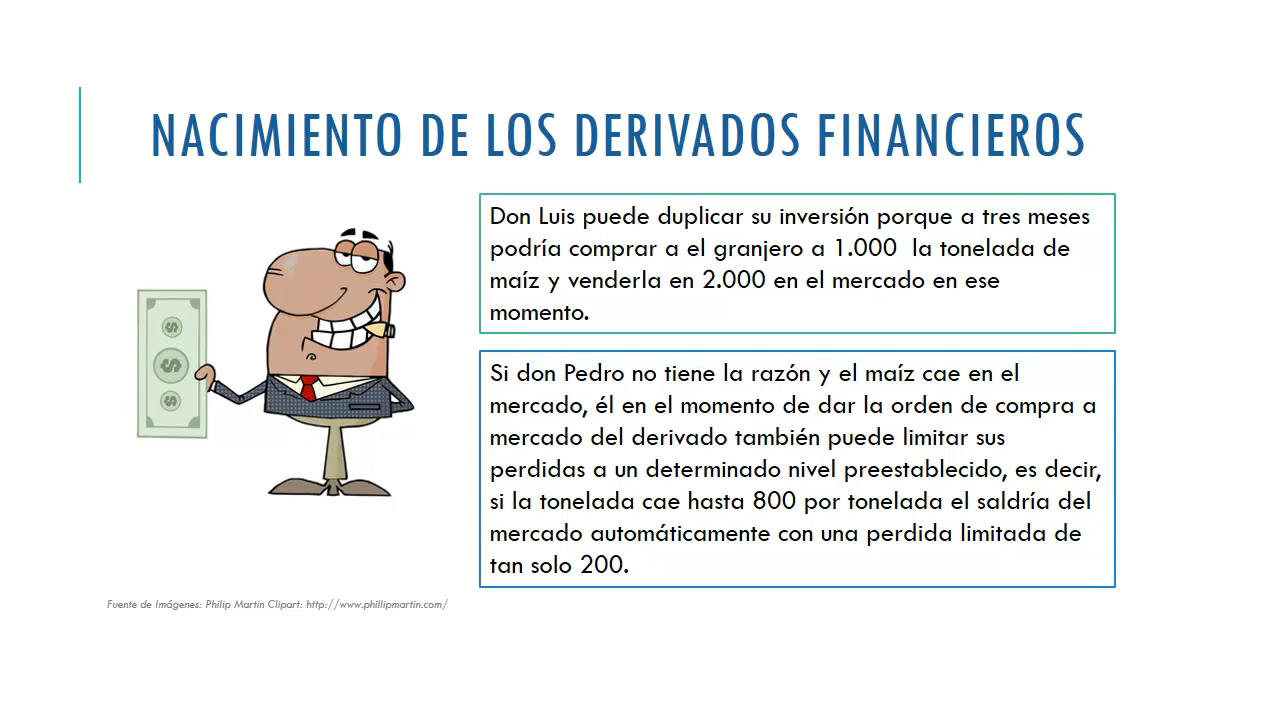 NACIMIENTO DE LOS DERIVADOS FINANCIEROS
Don Luis puede duplicar su inversión porque a tres meses
podría comprar a el granjero a 1.000  la tonelada de
maíz y venderla en 2.000 en el mercado en ese
momento.
Si don Pedro no tiene la razón y el maíz cae en el
mercado, él en el momento de dar la orden de compra a
mercado del derivado también puede limitar sus
perdidas a un determinado nivel preestablecido, es decir,
si la tonelada cae hasta 800 por tonelada el saldría del
mercado automáticamente con una perdida limitada de
tan solo 200.
Fuente de Imágenes: Philip Martin Clipart: http://www.phillipmartin.com/